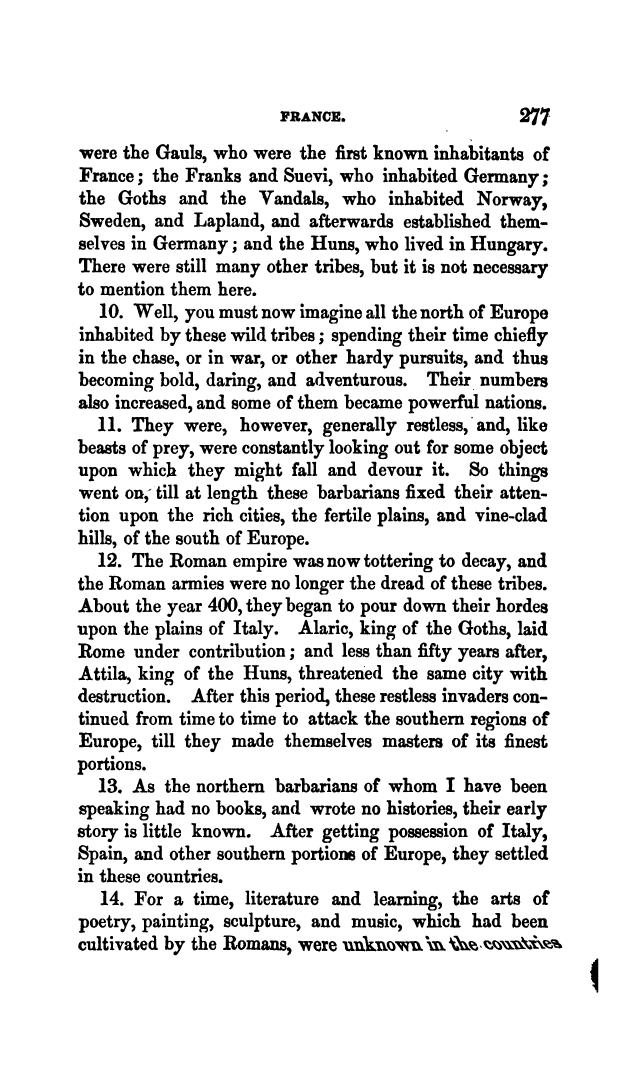 FRANCE. 277
were the Gauls, who were the first known inhabitants of
France; the Franks and Suevi, who inhabited Germany;
the Goths and the Vandals, who inhabited Norway,
Sweden, and Lapland, and afterwards established them-
selves in Germany; and the Huns, who lived in Hungary.
There were still many other tribes, but it is not necessary
to mention them here.
10. Well, you must now imagine all the north of Europe
inhabited by these wild tribes; spending their time chiefly
in the chase, or in war, or other hardy pursuits, and thus
becoming bold, daring, and adventurous. Their numbers
also increased, and some of them became powerful nations.
11. They were, however, generally restless, and, like
beasts of prey, were constantly looking out for some object
upon which they might fall and devour it. So things
went on, till at length these barbarians fixed their atten-
tion upon the rich cities, the fertile plains, and vine-clad
hills, of the south of Europe.
12. The Roman empire was now tottering to decay, and
the Roman armies were no longer the dread of these tribes.
About the year 400, they began to pour down their hordes
upon the plains of Italy. Alaric, king of the Goths, laid
Rome under contribution; and less than fifty years after,
Attila, king of the Huns, threatened the same city with
destruction. After this period, these restless invaders con-
tinued from time to time to attack the southern regions of
Europe, till they made themselves masters of its finest
portions.
13. As the northern barbarians of whom I have been
speaking had no books, and wrote no histories, their early
story is little known. After getting possession of Italy,
Spain, and other southern portions of Europe, they settled
in these countries.
14. For a time, literature and learning, the arts of
poetry, painting, sculpture, and music, which had been
cultivated by the Romans, were unknown in the countries